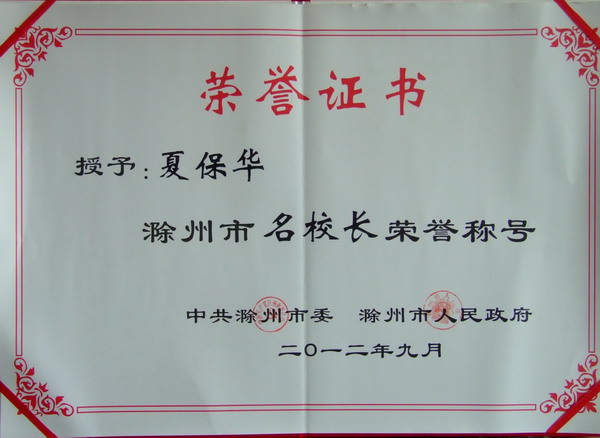 荣誉证书
授予：夏保华
滁州市名校长荣誉称号
中共滁州市委 滁州市人民政府
二〇一二年九月